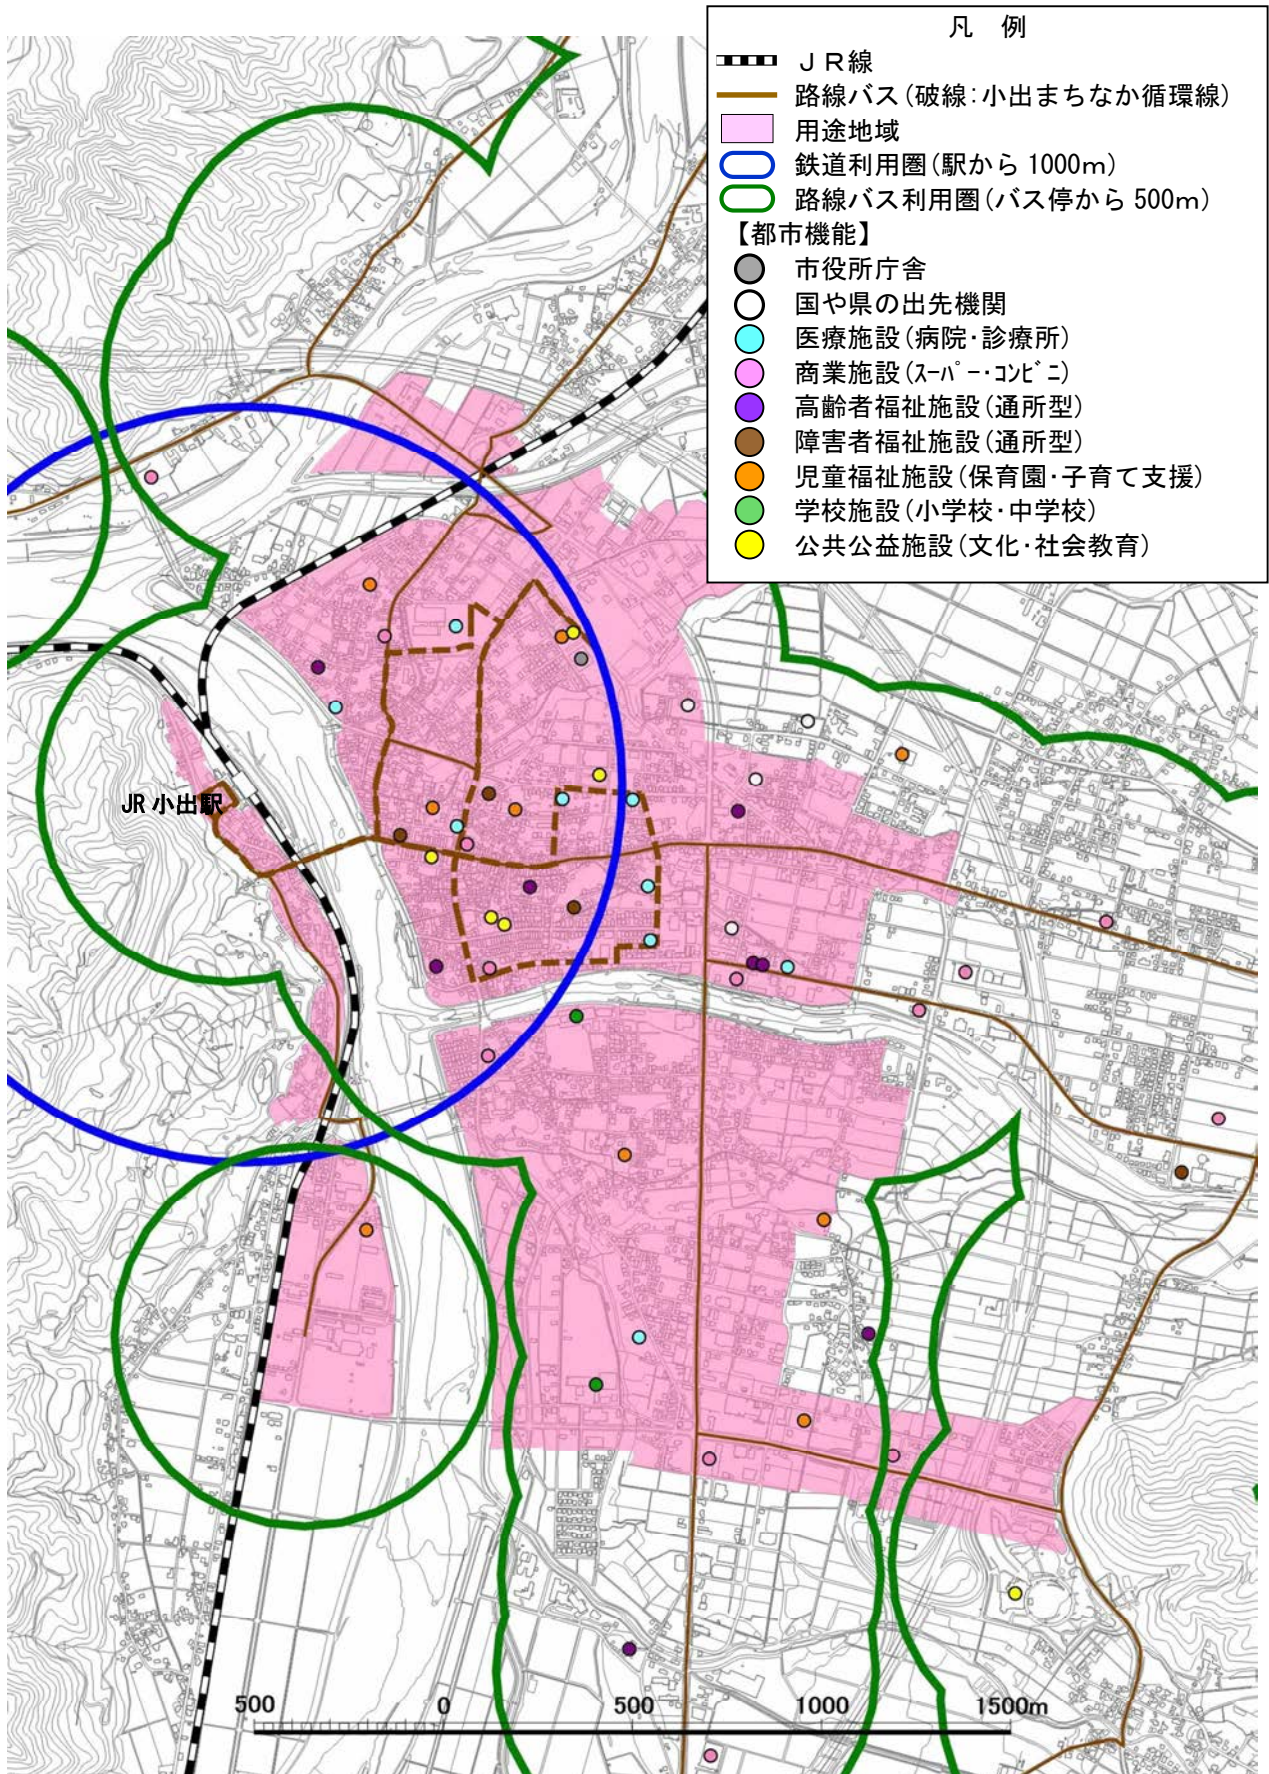 凡 例
ＪＲ線
路線バス(破線:小出まちなか循環線)
用途地域
鉄道利用圏(駅から 1000ｍ)
路線バス利用圏(バス停から 500ｍ)
【都市機能】
市役所庁舎
国や県の出先機関
医療施設(病院・診療所)
商業施設(ｽｰﾊﾟｰ・ｺﾝﾋﾞﾆ)
高齢者福祉施設(通所型)
障害者福祉施設(通所型)
児童福祉施設(保育園・子育て支援)
学校施設(小学校・中学校)
公共公益施設(文化・社会教育)
JR 小出駅
500 0 500 1000 1500m